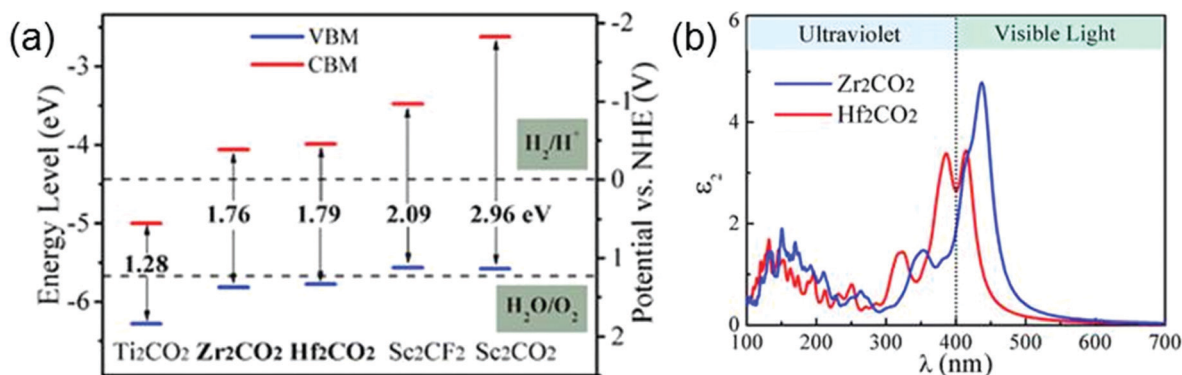 (a)
VBM
CBM
Energy Level (eV)
-3
-4
-5
-6
1.28
1.76
1.79
2.09
2.96 eV
H₂/H⁺
H₂O/O₂
Ti₂CO₂ Zr₂CO₂ Hf₂CO₂ Sc₂CF₂ Sc₂CO₂
-2
-1
0
1
2
Potential vs. NHE (V)
(b)
Ultraviolet Visible Light
Zr₂CO₂
Hf₂CO₂
ε₂
6
4
2
0
100 200 300 400 500 600 700
λ (nm)